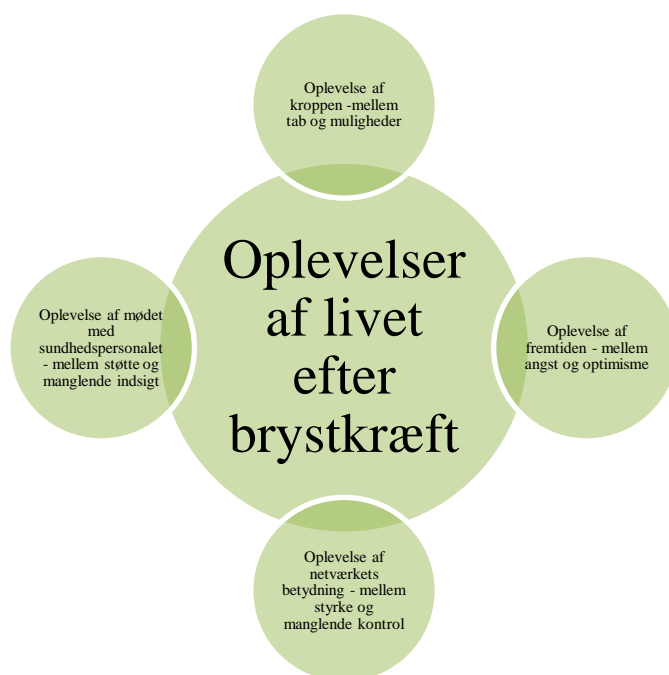 Oplevelse af
kroppen -mellem
tab og muligheder
Oplevelser
af livet
efter
brystkræft
Oplevelse af mødet
med
sundhedspersonalet
- mellem støtte og
manglende indsigt
Oplevelse af
fremtiden - mellem
angst og optimisme
Oplevelse af
netværkets
betydning - mellem
styrke og
manglende kontrol